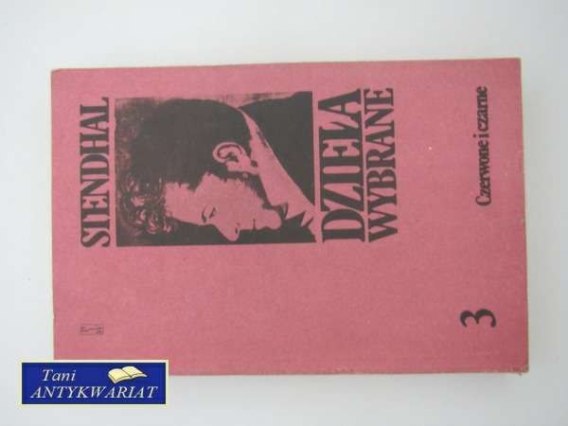 STENDHAL
DZIEŁA
WYBRANE
Czerwone i czarne
3
Tani
ANTYKWARIAT